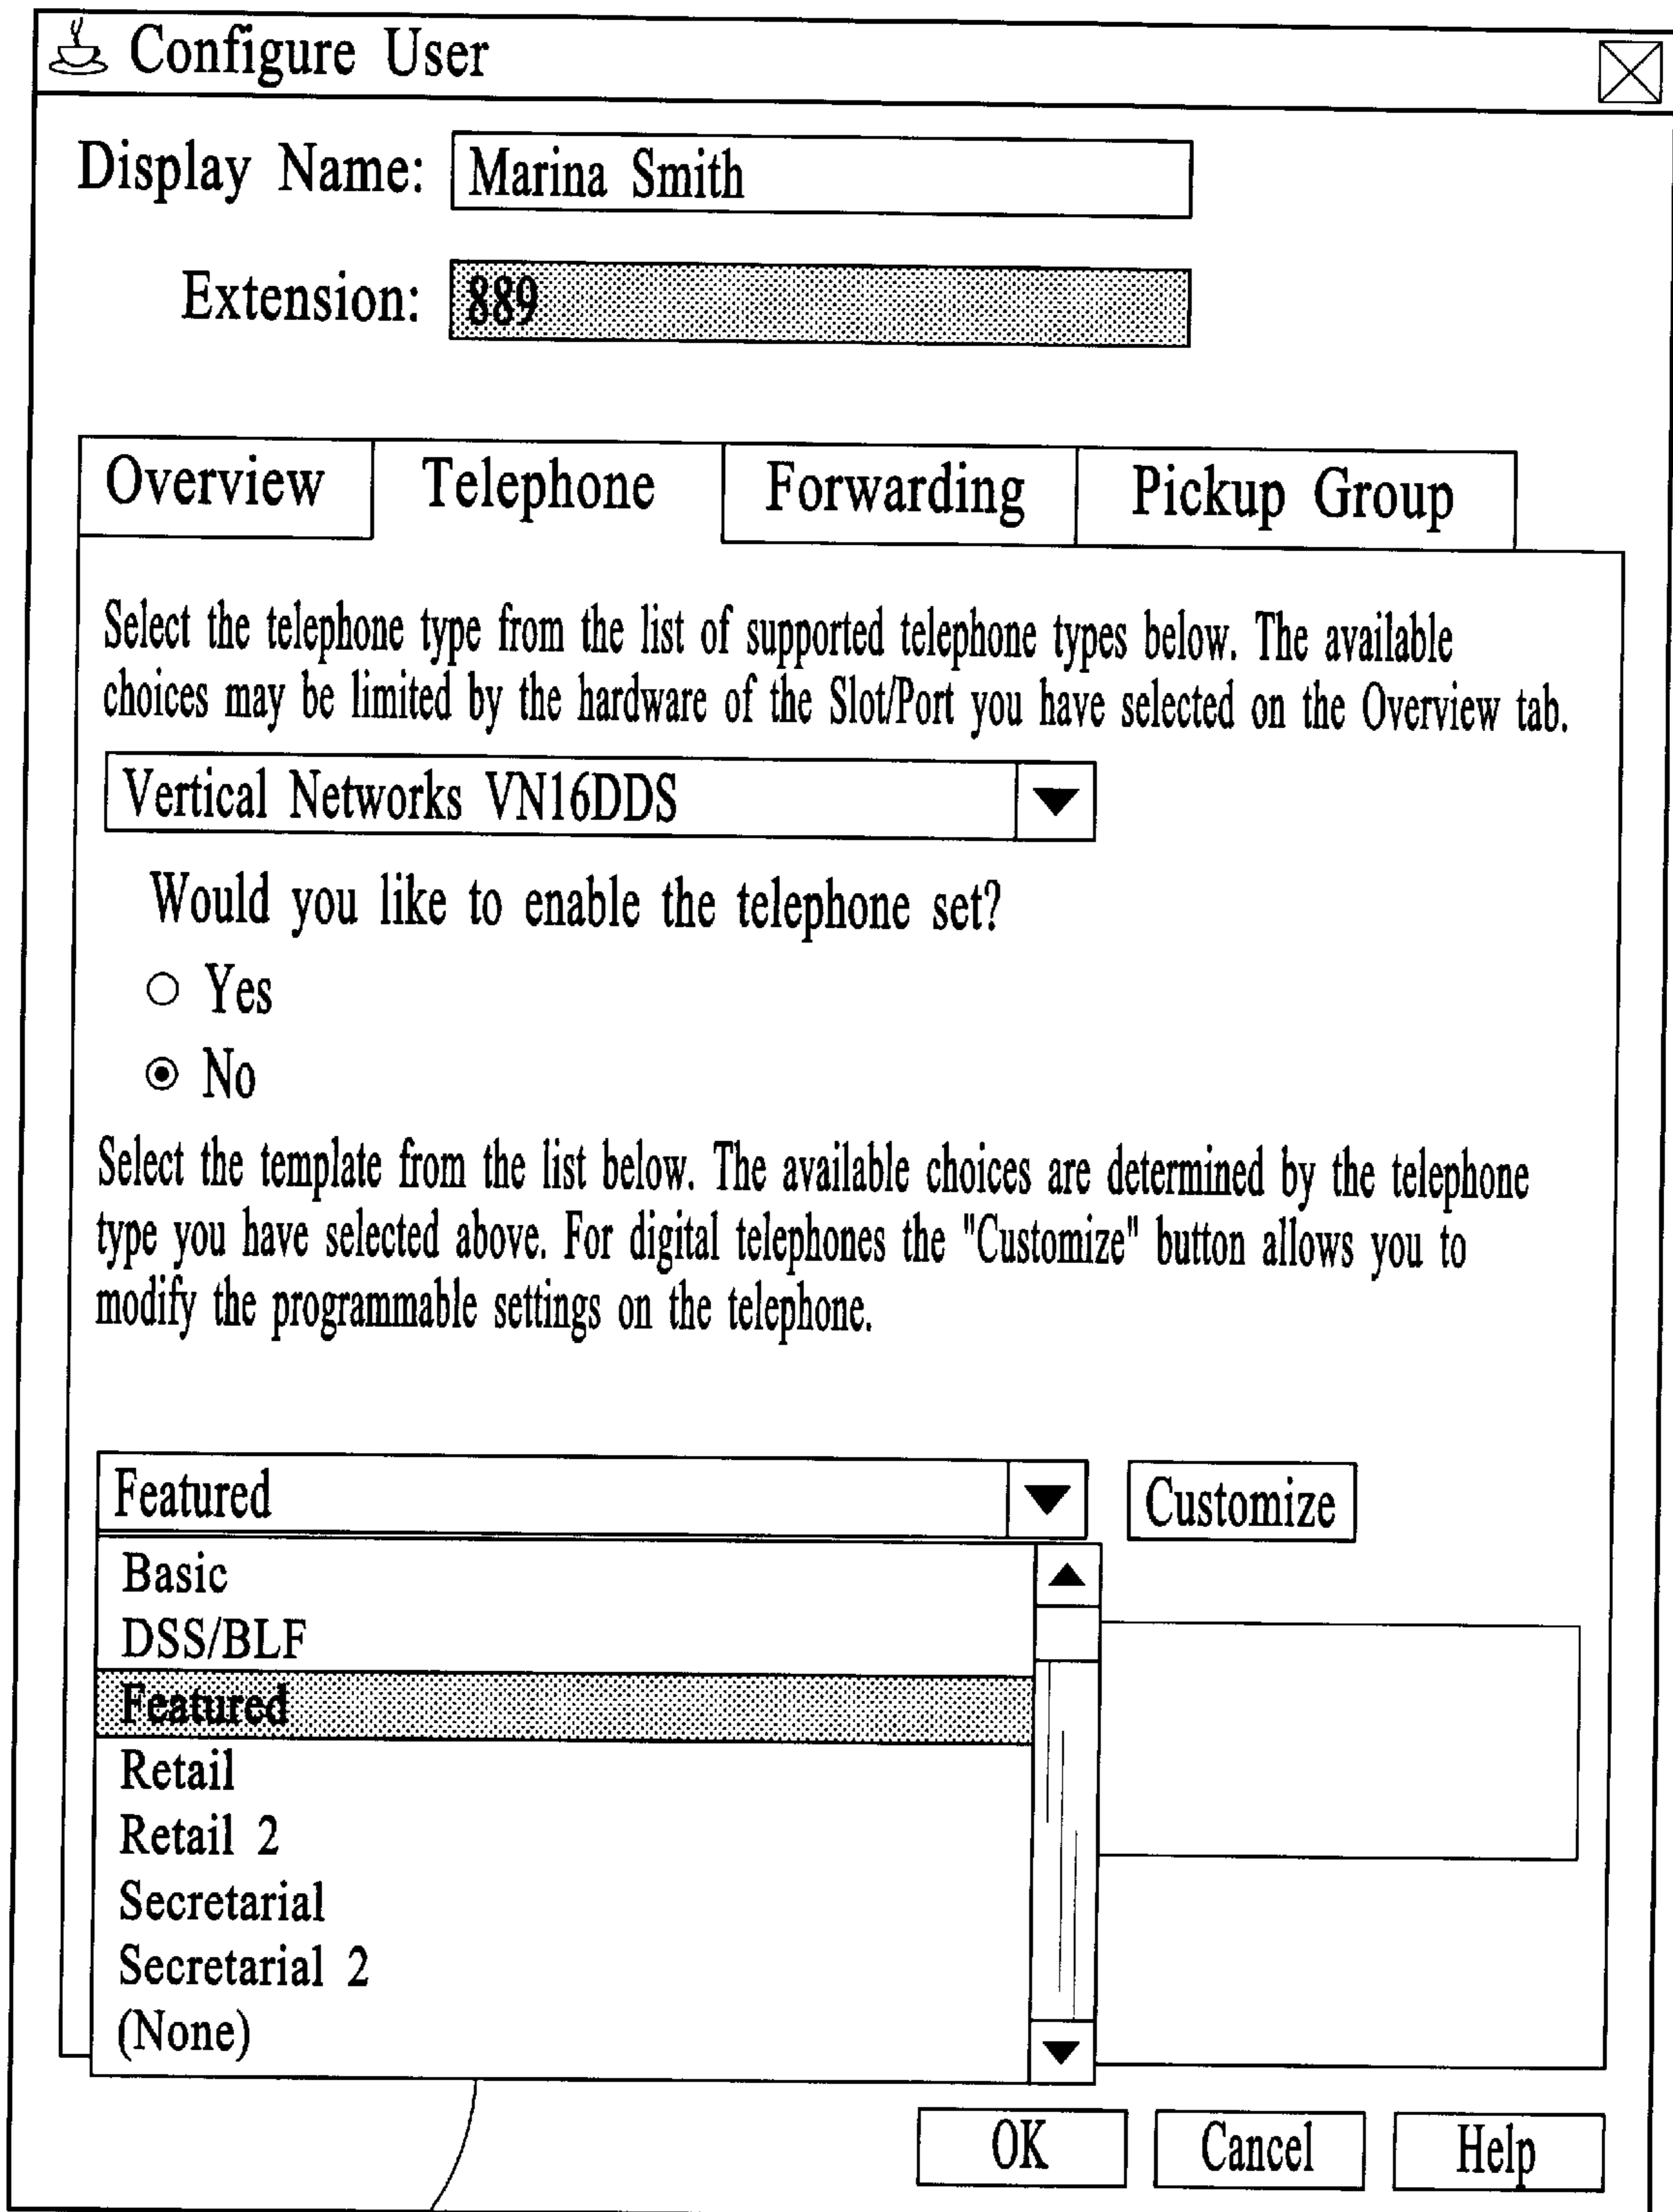 Configure User
Display Name: Marina Smith
Extension: 889
Overview Telephone Forwarding Pickup Group
Select the telephone type from the list of supported telephone types below. The available
choices may be limited by the hardware of the Slot/Port you have selected on the Overview tab.
Vertical Networks VN16DDS
Would you like to enable the telephone set?
Yes
No
Select the template from the list below. The available choices are determined by the telephone
type you have selected above. For digital telephones the "Customize" button allows you to
modify the programmable settings on the telephone.
Featured Customize
Basic
DSS/BLF
Featured
Retail
Retail 2
Secretarial
Secretarial 2
(None)
OK Cancel Help